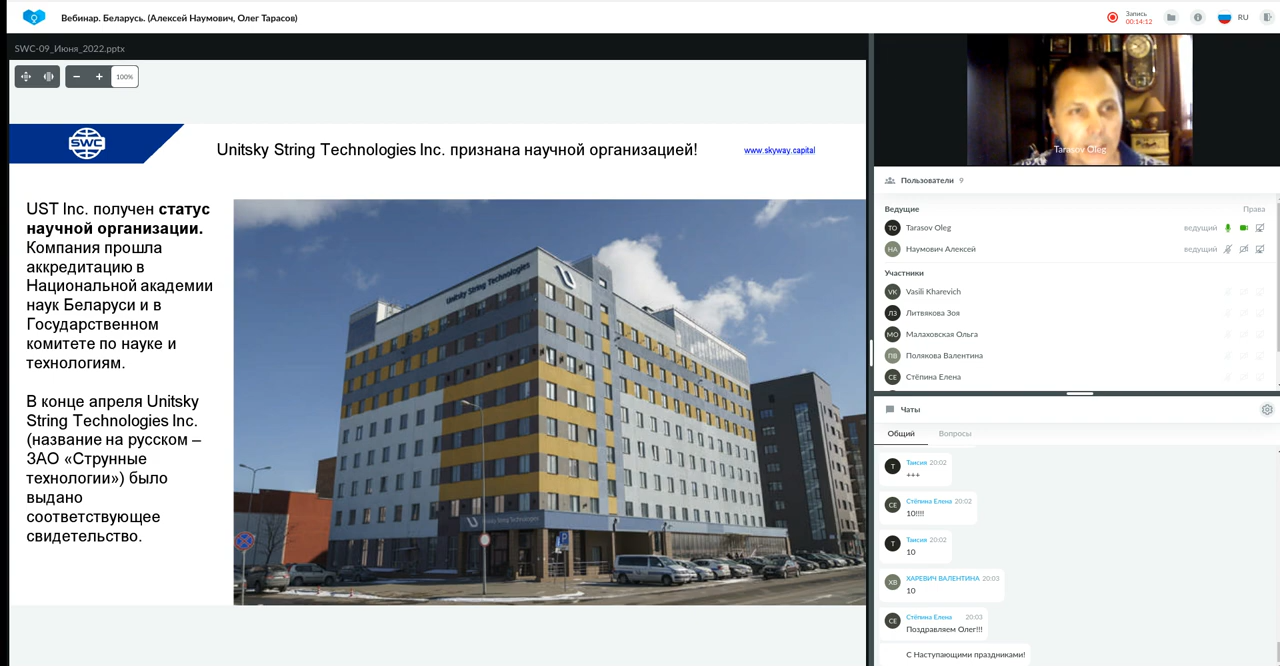 Вебинар. Беларусь. (Алексей Наумович, Олег Тарасов)
Запись
00:14:12
RU
SWC-09_Июня_2022.pptx
100%
SWC
Unitsky String Technologies Inc. признана научной организацией!
www.skyway.capital
UST Inc. получен статус
научной организации.
Компания прошла
аккредитацию в
Национальной академии
наук Беларуси и в
Государственном
комитете по науке и
технологиям.
В конце апреля Unitsky
String Technologies Inc.
(название на русском –
ЗАО «Струнные
технологии») было
выдано
соответствующее
свидетельство.
Unitsky String Technologies
Unitsky String Technologies
P
Tarasov Oleg
Пользователи 9
Ведущие Права
TO Tarasov Oleg ведущий
НА Наумович Алексей ведущий
Участники
VK Vasili Kharevich
ЛЗ Литвякова Зоя
МО Малаховская Ольга
ПВ Полякова Валентина
СЕ Стёпина Елена
Чаты
Общий Вопросы
Т Таисия 20:02
+++
СЕ Стёпина Елена 20:02
10!!!!
Т Таисия 20:02
10
ХВ ХАРЕВИЧ ВАЛЕНТИНА 20:03
10
СЕ Стёпина Елена 20:03
Поздравляем Олег!!!
С Наступающими праздниками!